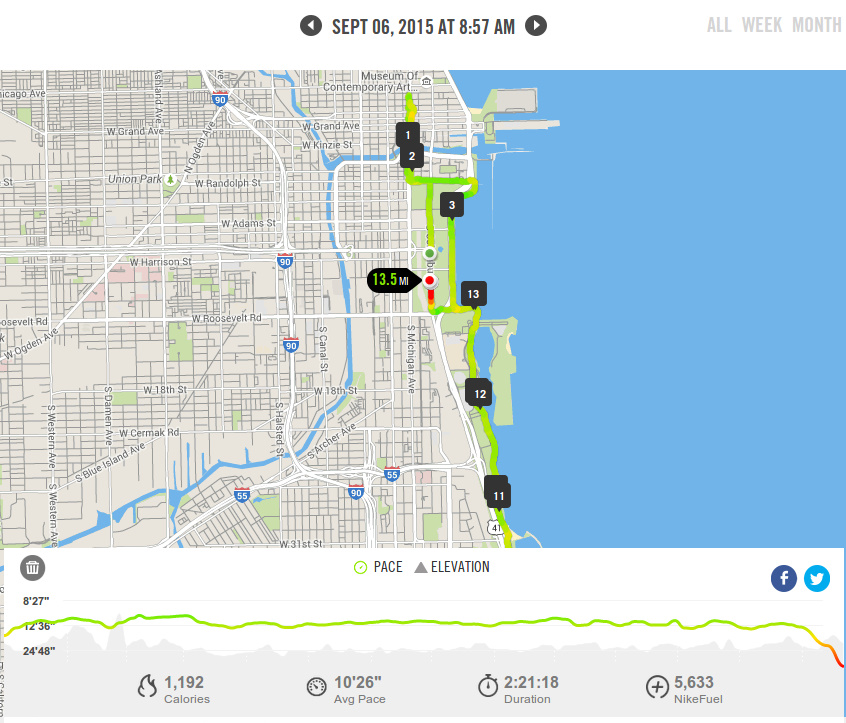 SEPT 06, 2015 AT 8:57 AM
ALL WEEK MONTH
Museum Of
Contemporary Art...
hicago Ave
Ashland Ave
90
W Grand Ave
W Grand Ave
N Ogden Ave
1
W Kinzie St
2
Union Park
W Randolph St
3
W Adams St
W Harrison St
90
13.5 MI
13
oosevelt Rd
W Roosevelt Rd
W Ogden Ave
90
S Canal St
S Michigan Ave
W 18th St
W 18th St
12
S Western Ave
S Damen Ave
S Halsted St
W Cermak Rd
S Archer Ave
S Blue Island Ave
55
55
90
11
S Western Ave
41
W 31st St
PACE ELEVATION
8'27"
12'36"
24'48"
1,192
Calories
10'26"
Avg Pace
2:21:18
Duration
5,633
NikeFuel